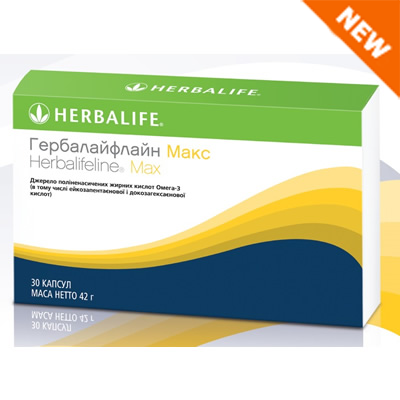 NEW
HERBALIFE.
Гербалайфлайн Макс
Herbalifeline® Max
Джерело поліненасичених жирних кислот Омега-3
(в тому числі ейкозапентаєнової і докозагексаєнової
кислот)
30 КАПСУЛ
МАСА НЕТТО 42 г